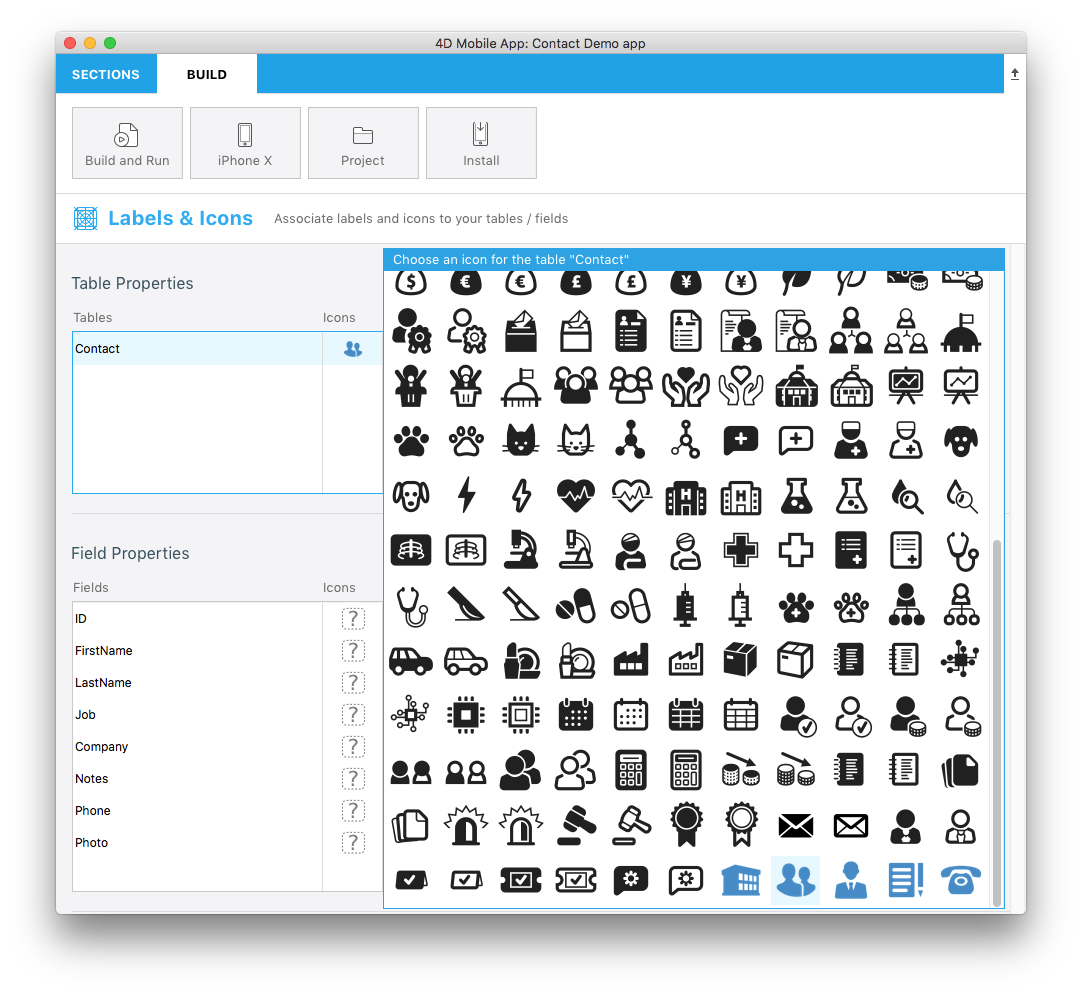 4D Mobile App: Contact Demo app
SECTIONS
BUILD
Build and Run
iPhone X
Project
Install
Labels & Icons
Associate labels and icons to your tables / fields
Choose an icon for the table "Contact"
Table Properties
Tables
Icons
Contact
Field Properties
Fields
Icons
ID
?
FirstName
?
LastName
?
Job
?
Company
?
Notes
?
Phone
?
Photo
?
$
€
€
£
£
¥
¥
H
H